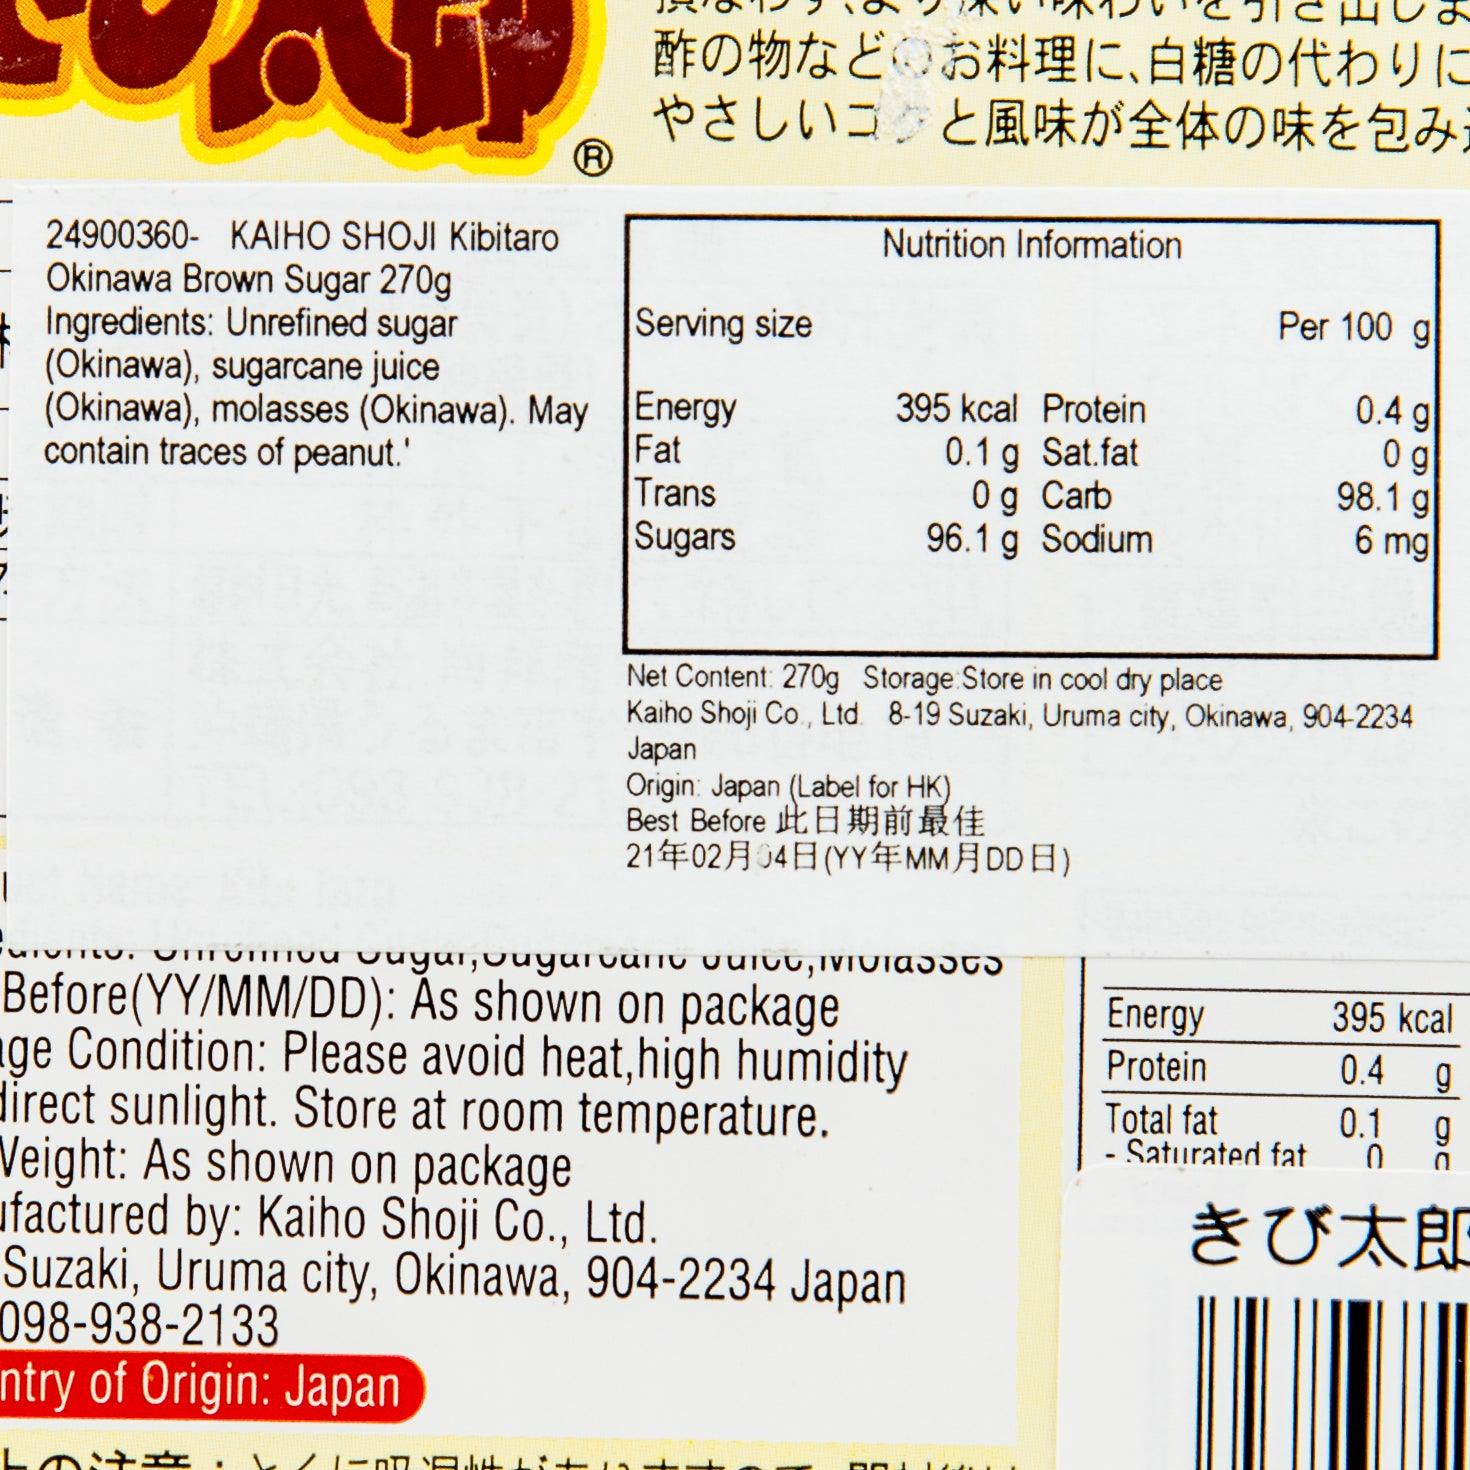 ®
酢の物などのお料理に、白糖の代わりに
やさしいコクと風味が全体の味を包み
24900360- KAIHO SHOJI Kibitaro
Okinawa Brown Sugar 270g
Ingredients: Unrefined sugar
(Okinawa), sugarcane juice
(Okinawa), molasses (Okinawa). May
contain traces of peanut.'
Nutrition Information
Serving size Per 100 g
Energy 395 kcal Protein 0.4 g
Fat 0.1 g Sat.fat 0 g
Trans 0 g Carb 98.1 g
Sugars 96.1 g Sodium 6 mg
Net Content: 270g Storage:Store in cool dry place
Kaiho Shoji Co., Ltd. 8-19 Suzaki, Uruma city, Okinawa, 904-2234
Japan
Origin: Japan (Label for HK)
Best Before 此日期前最佳
21年02月04日(YY年MM月DD日)
Unrefined Sugar,Sugarcane Juice,Molasses
Before(YY/MM/DD): As shown on package
age Condition: Please avoid heat,high humidity
direct sunlight. Store at room temperature.
Weight: As shown on package
ufactured by: Kaiho Shoji Co., Ltd.
Suzaki, Uruma city, Okinawa, 904-2234 Japan
098-938-2133
ntry of Origin: Japan
Energy 395 kcal
Protein 0.4 g
Total fat 0.1 g
- Saturated fat 0 g
きび太郎